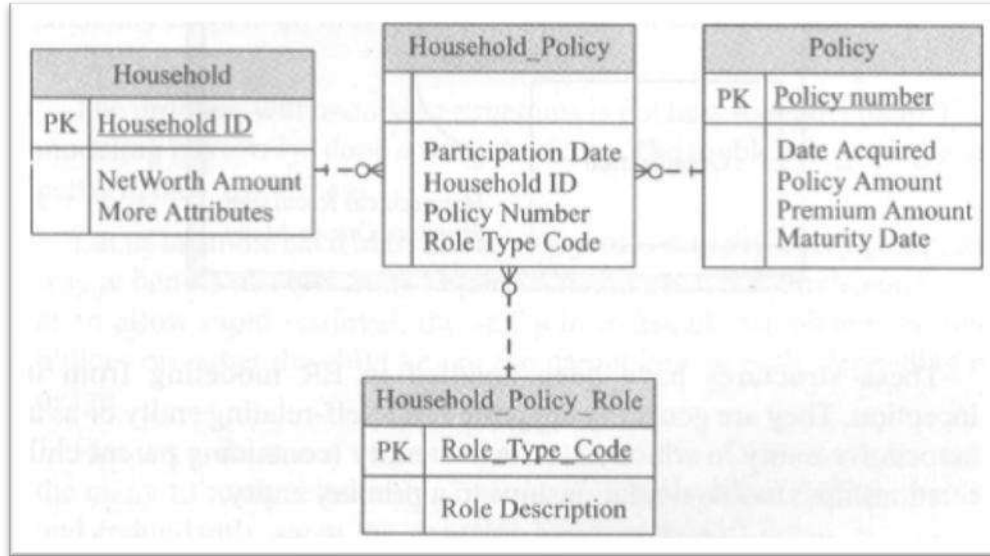 Household
PK Household ID
NetWorth Amount
More Attributes
Household_Policy
Participation Date
Household ID
Policy Number
Role Type Code
Policy
PK Policy number
Date Acquired
Policy Amount
Premium Amount
Maturity Date
Household_Policy_Role
PK Role_Type_Code
Role Description